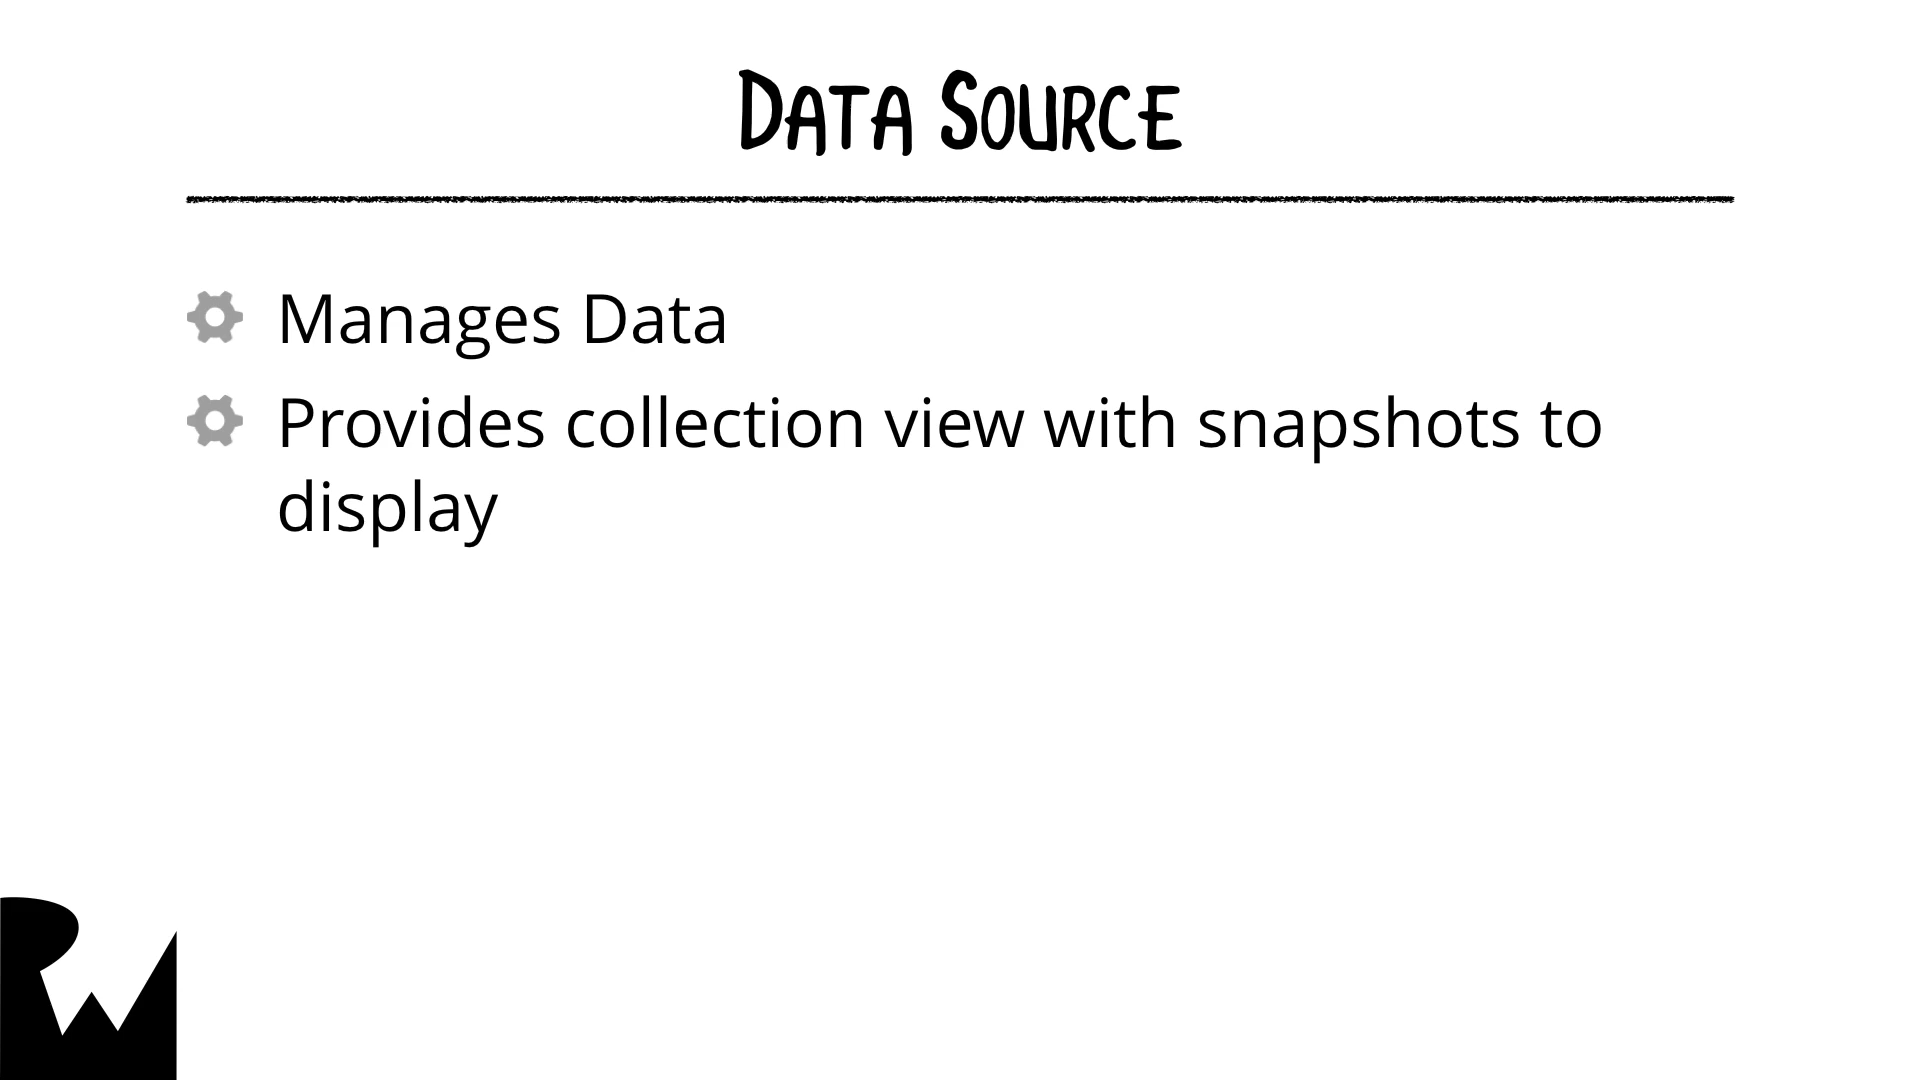 Data Source
Manages Data
Provides collection view with snapshots to
display